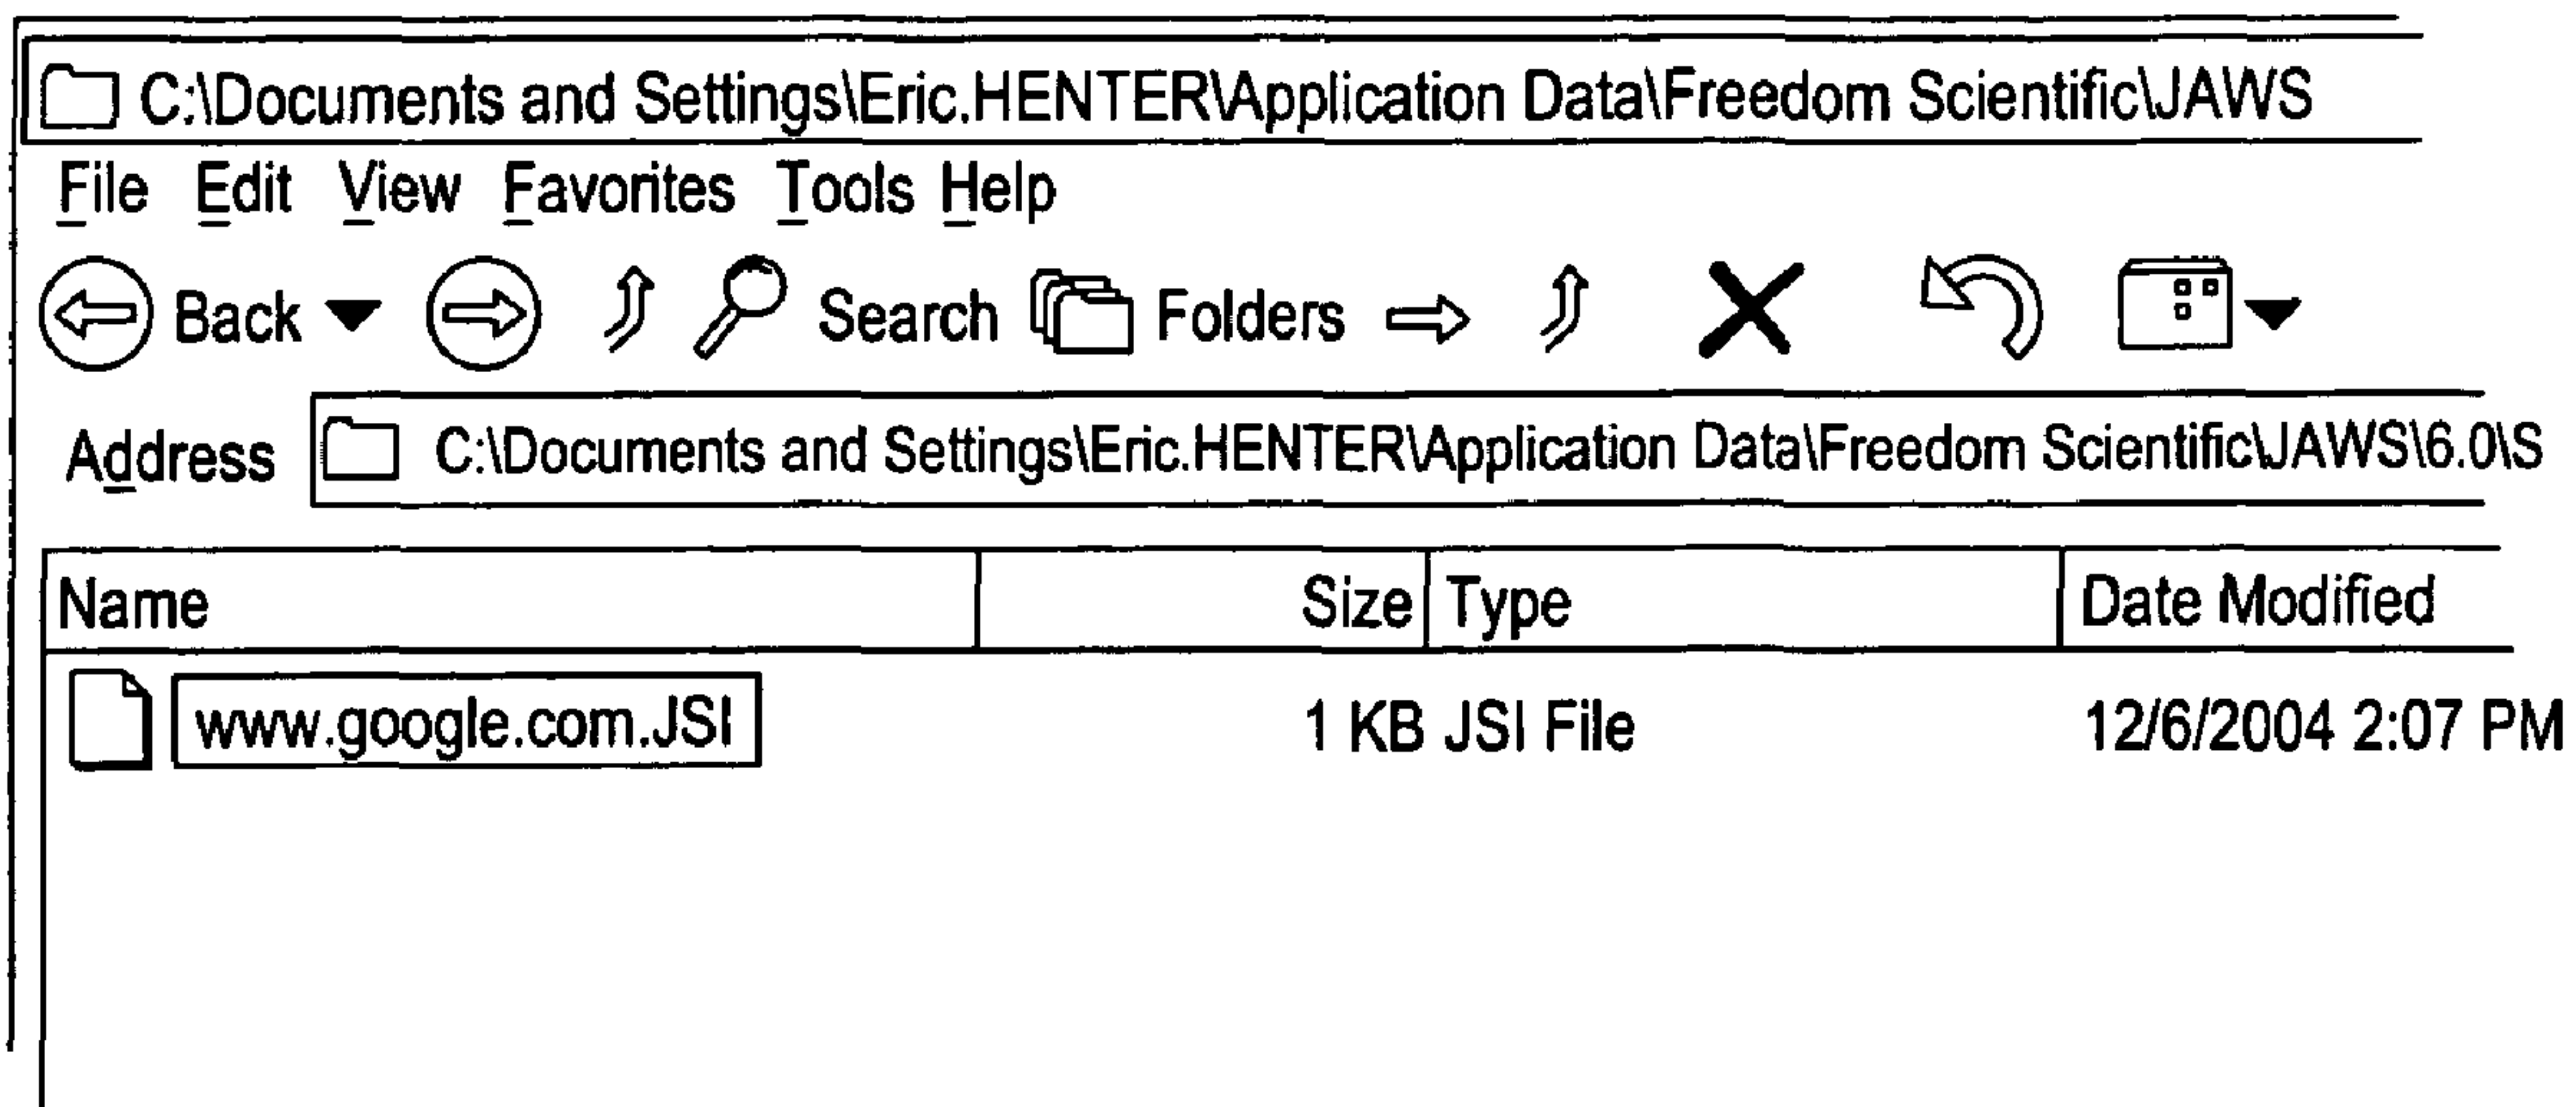 C:\Documents and Settings\Eric.HENTER\Application Data\Freedom Scientific\JAWS
File Edit View Favorites Tools Help
Back Search Folders
Address C:\Documents and Settings\Eric.HENTER\Application Data\Freedom Scientific\JAWS\6.0\S
Name Size Type Date Modified
www.google.com.JSI 1 KB JSI File 12/6/2004 2:07 PM